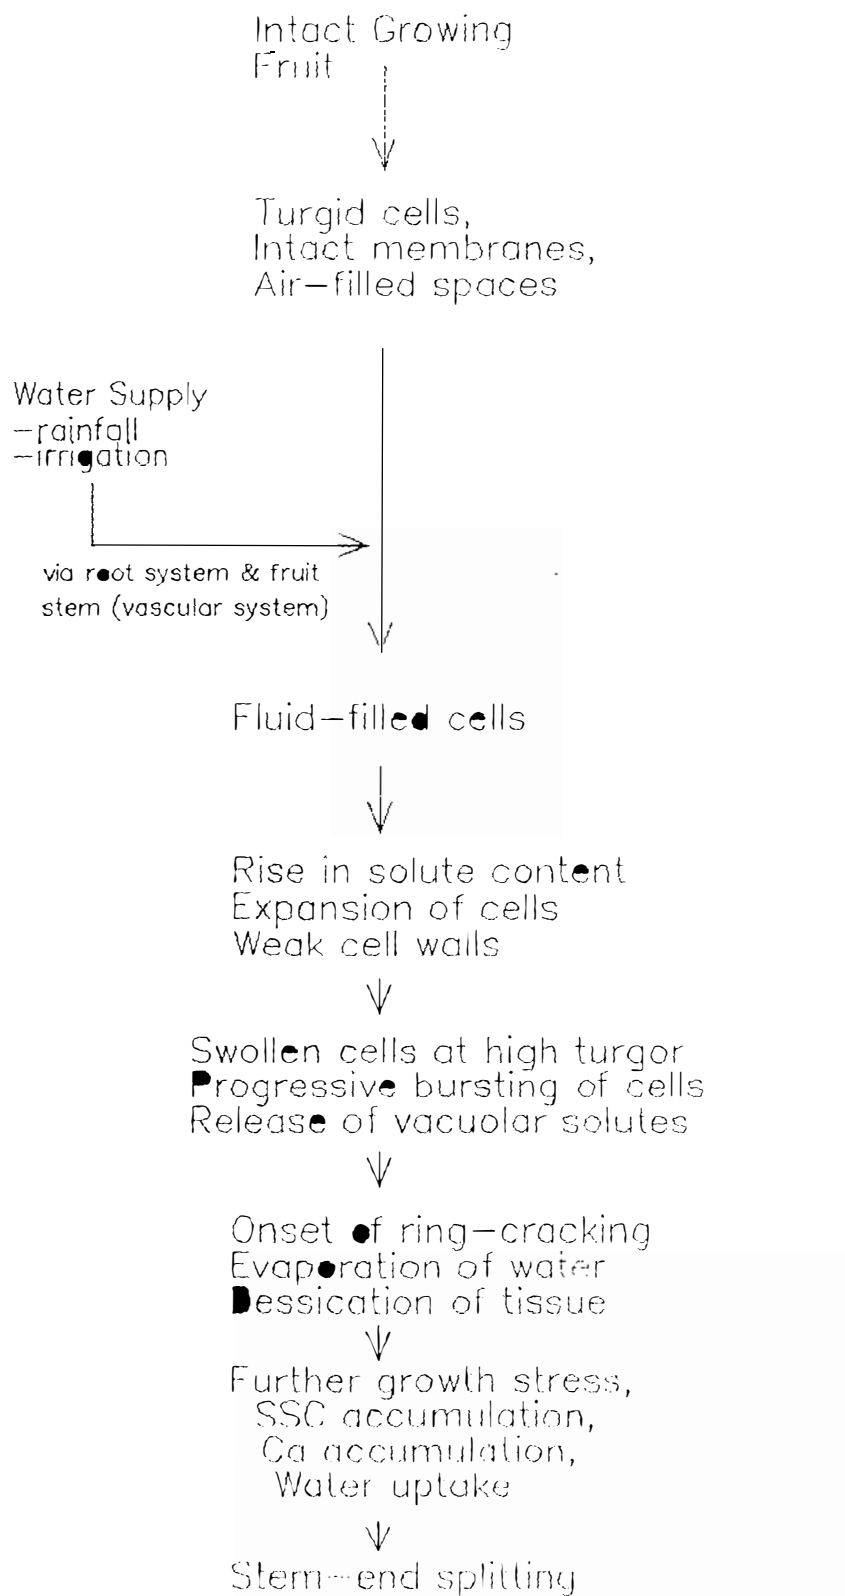 Intact Growing
Fruit
Turgid cells,
Intact membranes,
Air-filled spaces
Water Supply
-rainfall
-irrigation
via root system & fruit
stem (vascular system)
Fluid-filled cells
Rise in solute content
Expansion of cells
Weak cell walls
Swollen cells at high turgor
Progressive bursting of cells
Release of vacuolar solutes
Onset of ring-cracking
Evaporation of water
Dessication of tissue
Further growth stress,
SSC accumulation,
Ca accumulation,
Water uptake
Stem-end splitting